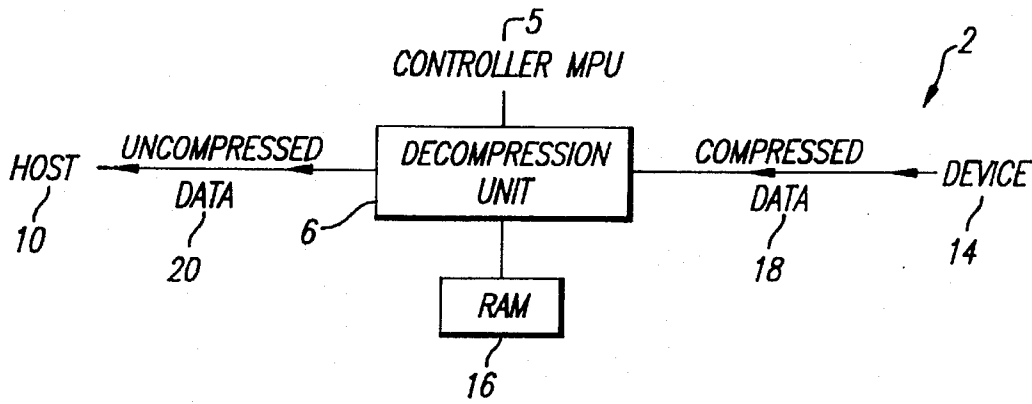 5
CONTROLLER MPU
2
HOST
10
UNCOMPRESSED
DATA
20
DECOMPRESSION
UNIT
6
COMPRESSED
DATA
18
DEVICE
14
RAM
16